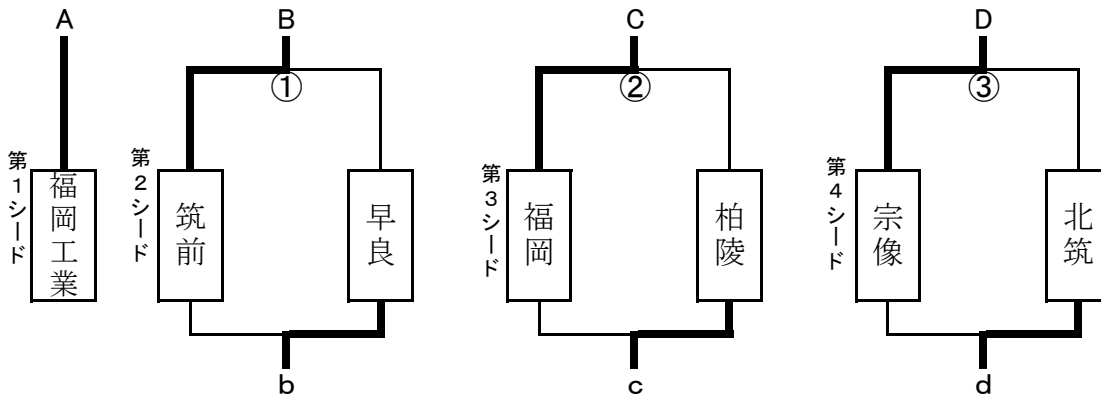 A
B
C
D
①
②
③
第1シード
福岡工業
第2シード
筑前
早良
第3シード
福岡
柏陵
第4シード
宗像
北筑
b
c
d